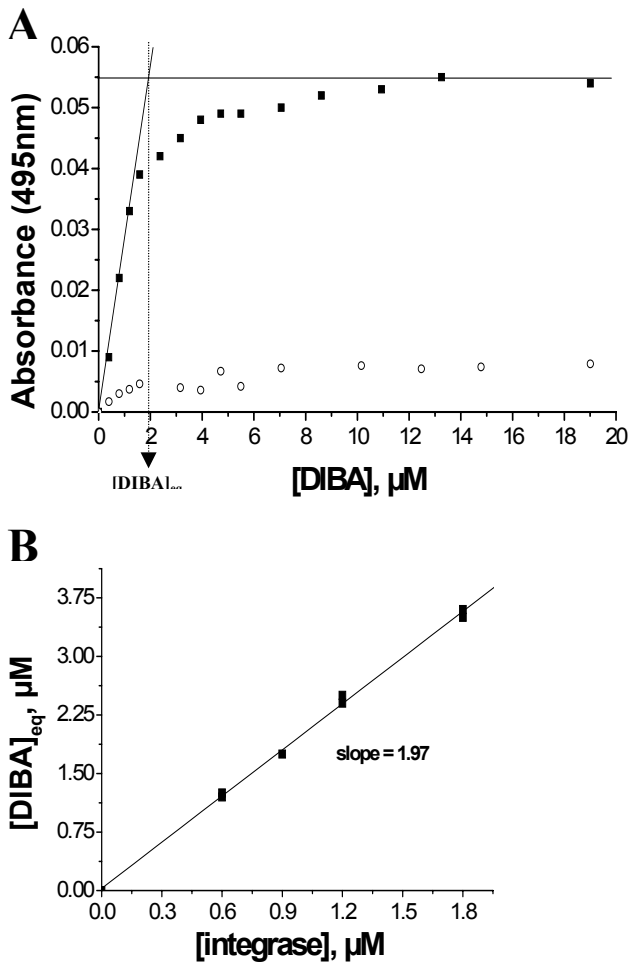 A
0.06
0.05
0.04
0.03
0.02
0.01
0.00
Absorbance (495nm)
0 2 4 6 8 10 12 14 16 18 20
[DIBA]eq
[DIBA], µM
B
3.75
3.00
2.25
1.50
0.75
0.00
[DIBA]eq, µM
slope = 1.97
0.0 0.3 0.6 0.9 1.2 1.5 1.8
[integrase], µM